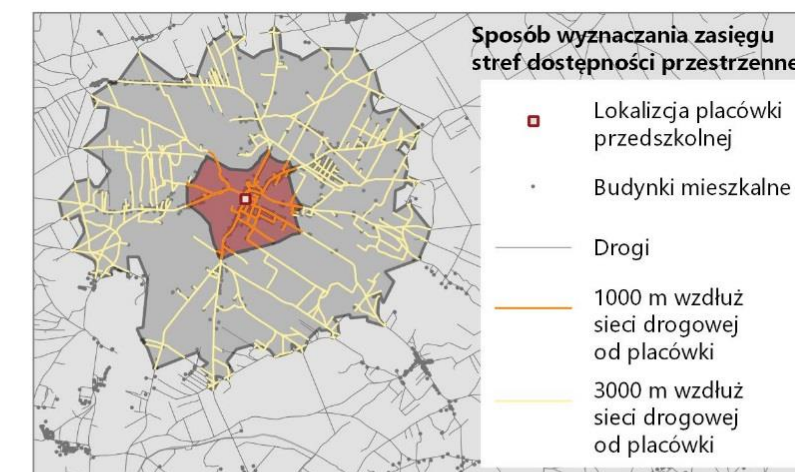 Sposób wyznaczania zasięgu
stref dostępności przestrzenne
Lokalizcja placówki
przedszkolnej
Budynki mieszkalne
Drogi
1000 m wzdłuż
sieci drogowej
od placówki
3000 m wzdłuż
sieci drogowej
od placówki